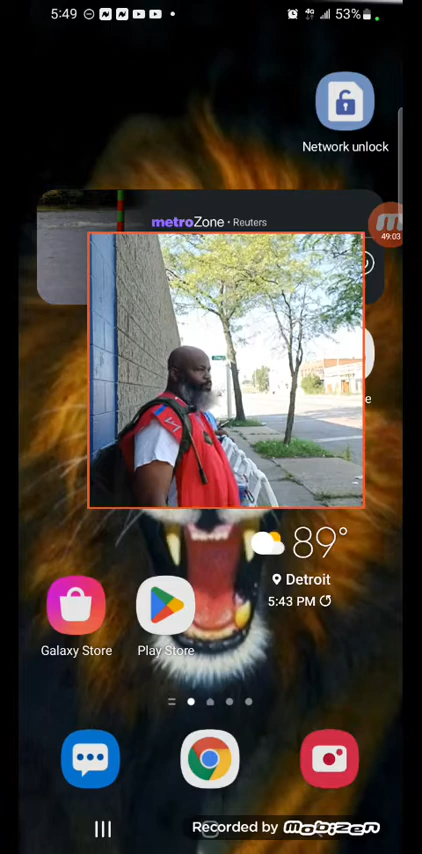 5:49
4G
53%
Network unlock
metroZone • Reuters
49:03
e
89°
Detroit
5:43 PM
Galaxy Store
Play Store
Recorded by Mobizen